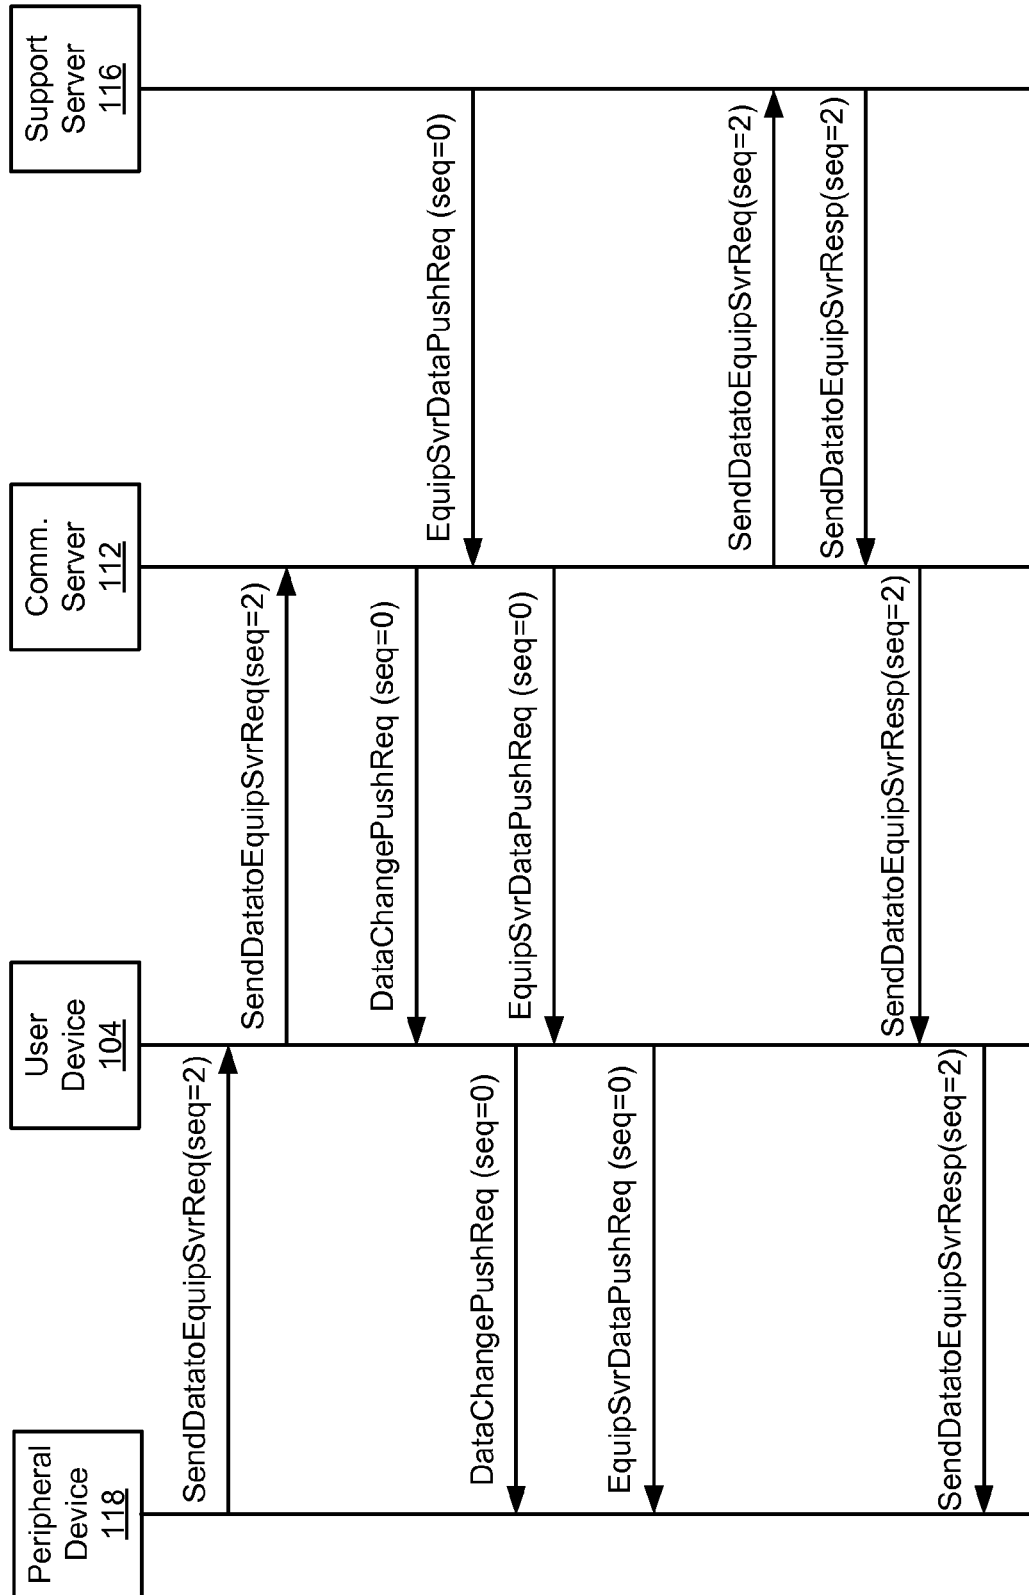 Peripheral
Device
118
User
Device
104
Comm.
Server
112
Support
Server
116
SendDatatoEquipSvrReq(seq=2)
SendDatatoEquipSvrReq(seq=2)
DataChangePushReq (seq=0)
EquipSvrDataPushReq (seq=0)
DataChangePushReq (seq=0)
EquipSvrDataPushReq (seq=0)
EquipSvrDataPushReq (seq=0)
SendDatatoEquipSvrReq(seq=2)
SendDatatoEquipSvrResp(seq=2)
SendDatatoEquipSvrResp(seq=2)
SendDatatoEquipSvrResp(seq=2)